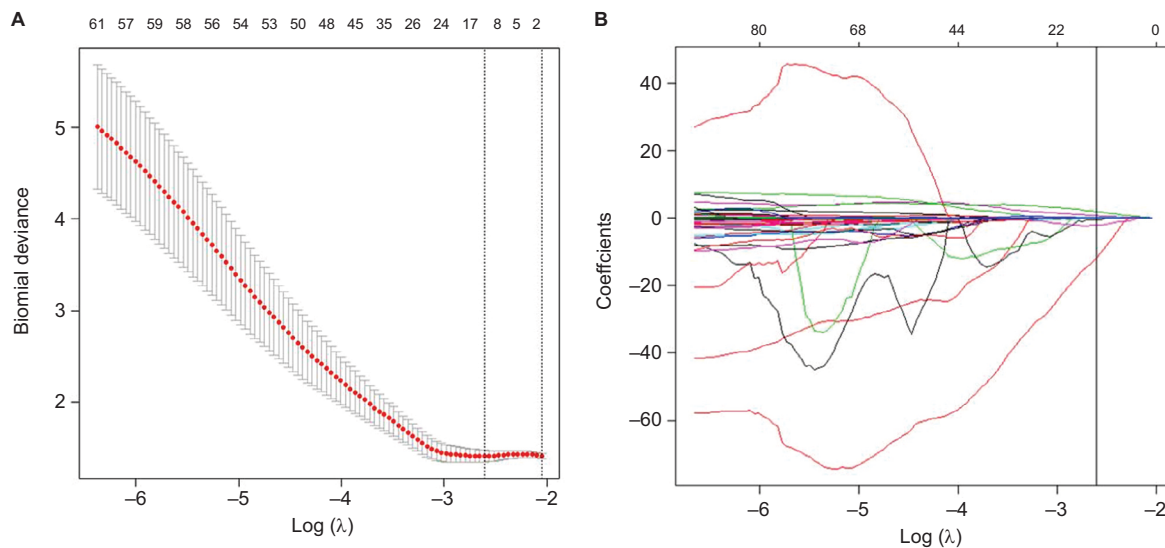 A
61 57 59 58 56 54 53 50 48 45 35 26 24 17 8 5 2
5
4
3
2
Biomial deviance
–6 –5 –4 –3 –2
Log (λ)
B
80 68 44 22 0
40
20
0
–20
–40
–60
Coeffcients
–6 –5 –4 –3 –2
Log (λ)